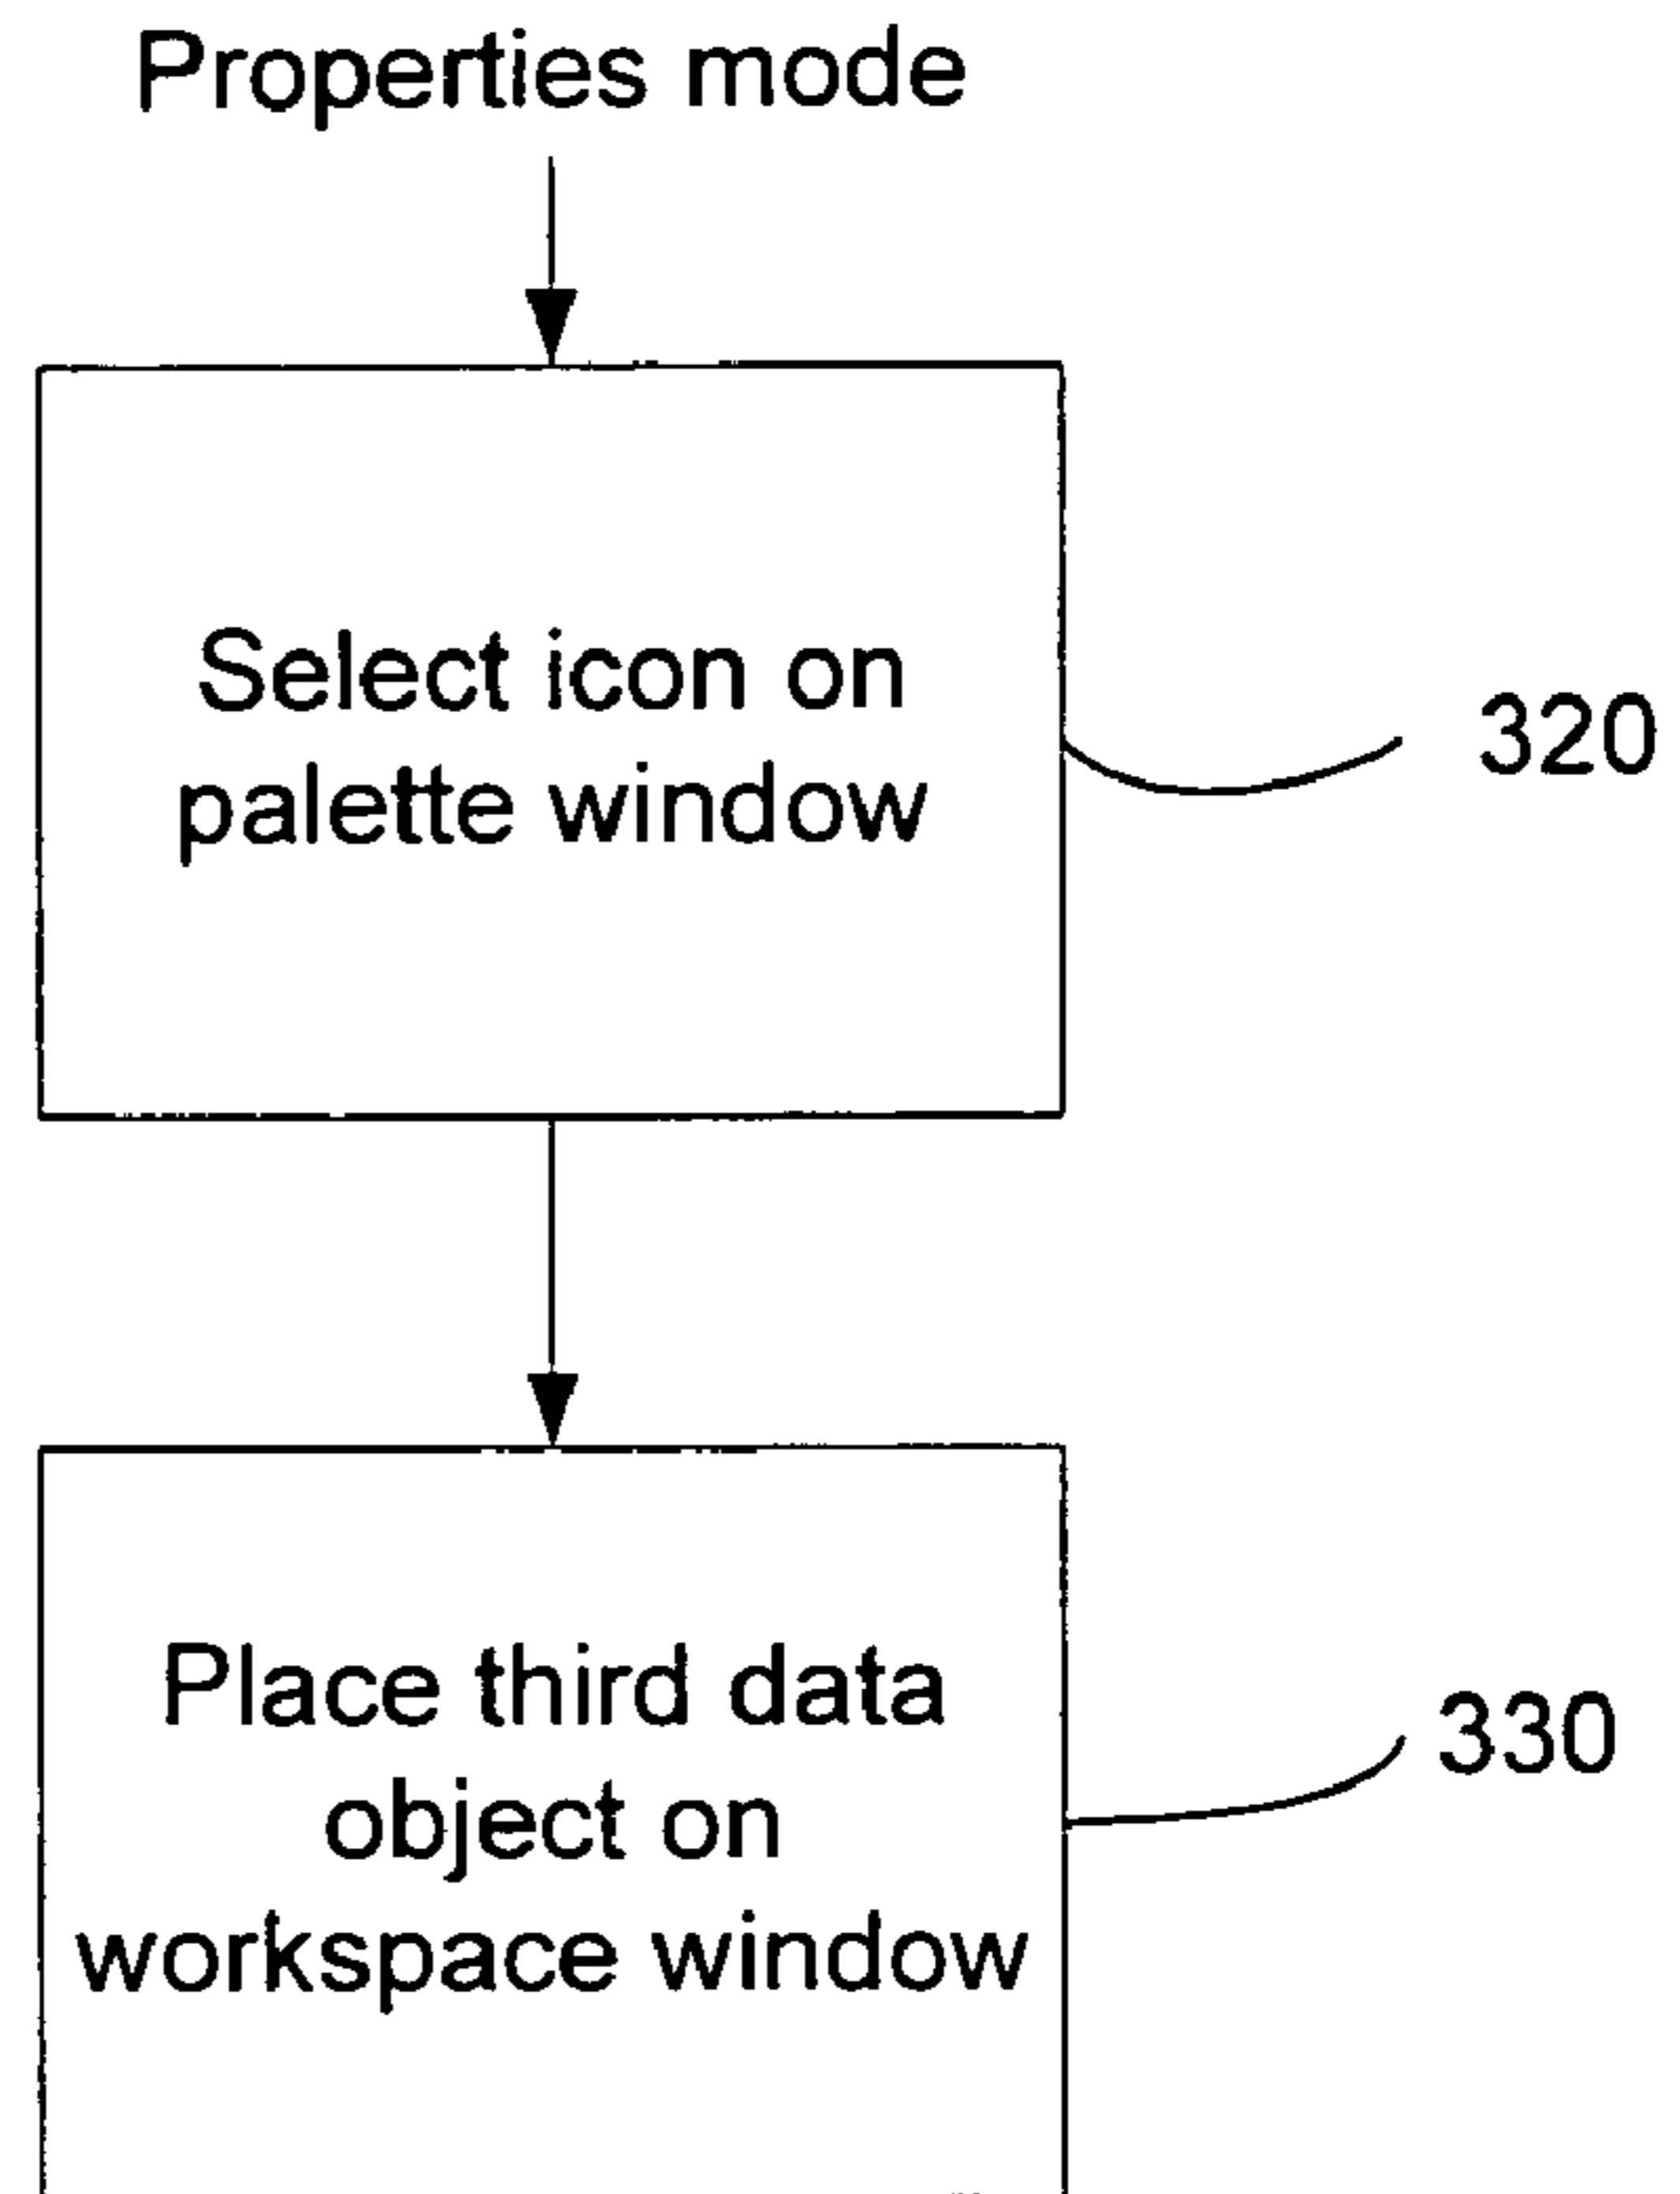 Properties mode
Select icon on
palette window
320
Place third data
object on
workspace window
330